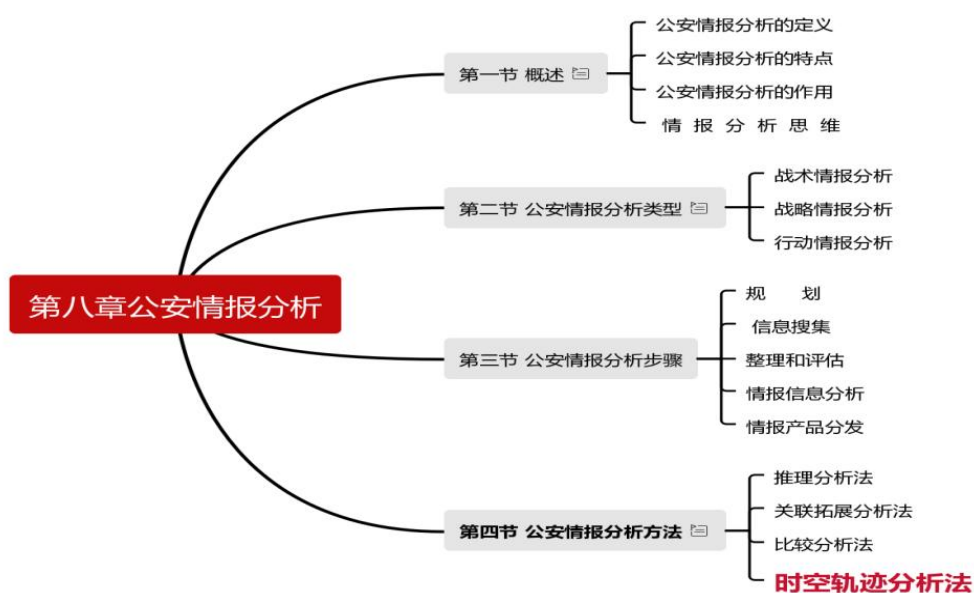 第八章公安情报分析
第一节 概述
公安情报分析的定义
公安情报分析的特点
公安情报分析的作用
情 报 分 析 思 维
第二节 公安情报分析类型
战术情报分析
战略情报分析
行动情报分析
第三节 公安情报分析步骤
规 划
信息搜集
整理和评估
情报信息分析
情报产品分发
第四节 公安情报分析方法
推理分析法
关联拓展分析法
比较分析法
时空轨迹分析法